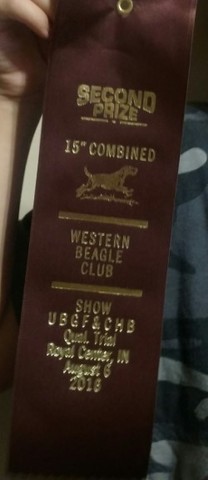 SECOND
PRIZE
15" COMBINED
WESTERN
BEAGLE
CLUB
SHOW
UBGF & CHB
Qual. Trial
Royal Center, IN
August 6
2016